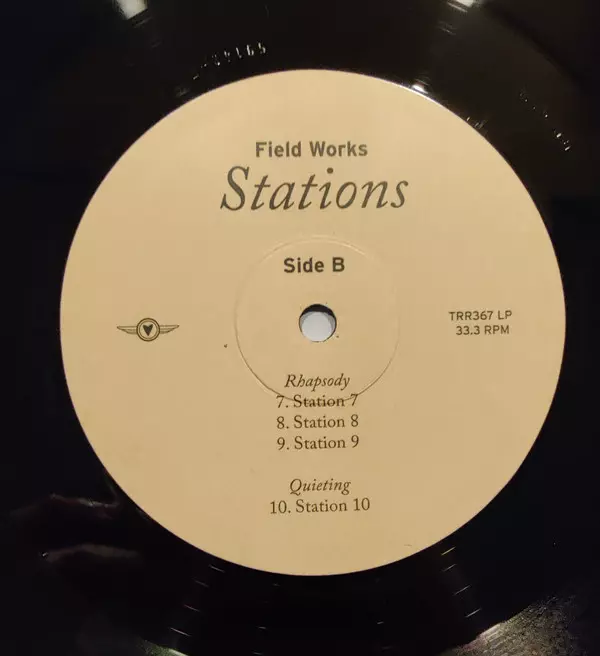 Field Works
Stations
Side B
TRR367 LP
33.3 RPM
Rhapsody
7. Station 7
8. Station 8
9. Station 9
Quieting
10. Station 10